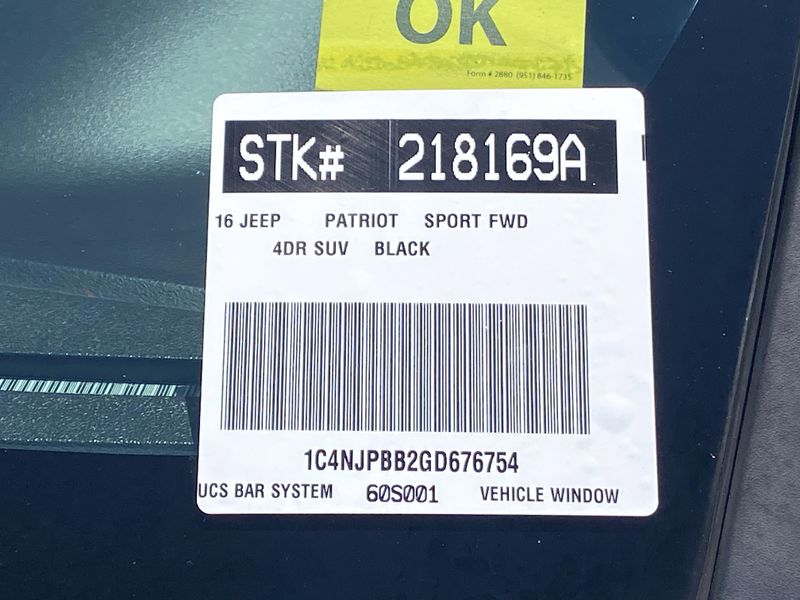 OK
Form # 2880 (951) 846-1735
STK# 218169A
16 JEEP PATRIOT SPORT FWD
4DR SUV BLACK
1C4NJPBB2GD676754
UCS BAR SYSTEM 60S001 VEHICLE WINDOW